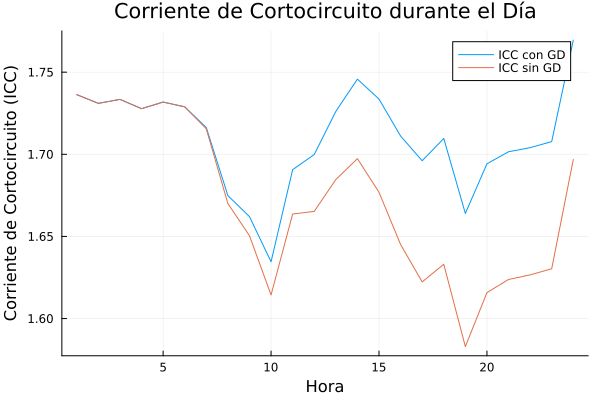 Corriente de Cortocircuito durante el Día
Corriente de Cortocircuito (ICC)
1.75
1.70
1.65
1.60
ICC con GD
ICC sin GD
5
10
15
20
Hora